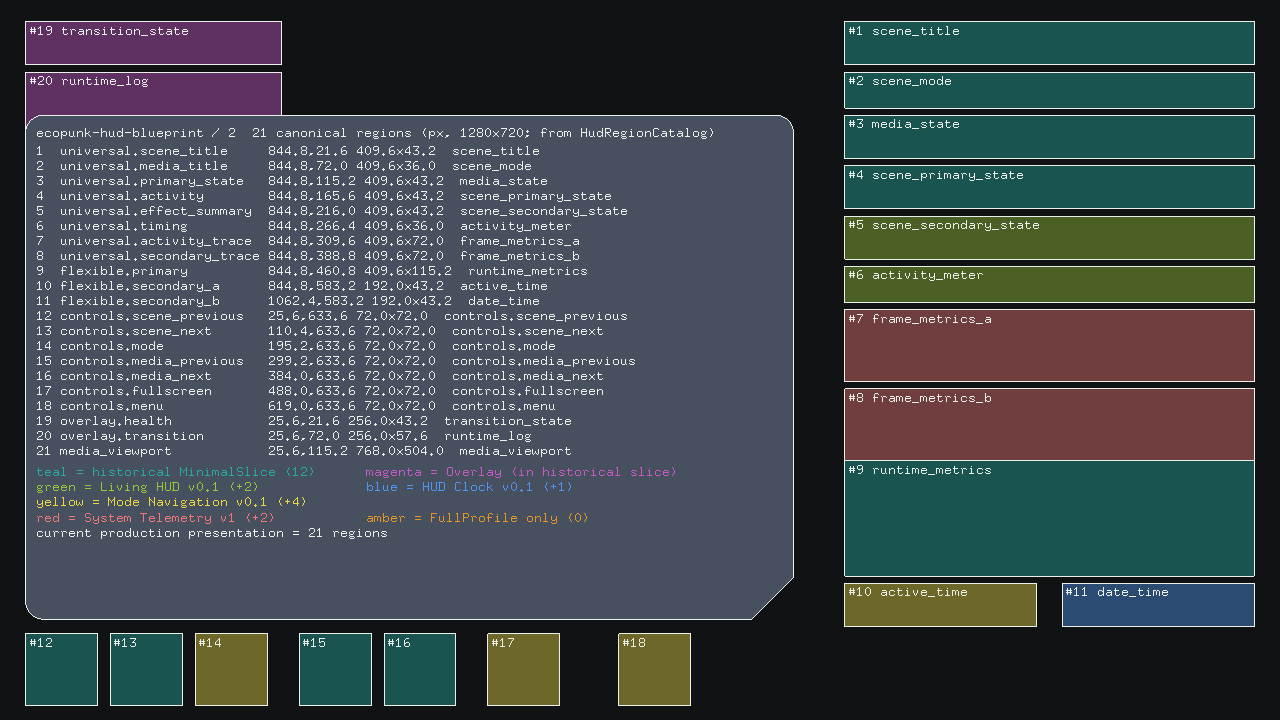 #19 transition_state
#20 runtime_log
ecopunk-hud-blueprint / 2  21 canonical regions (px, 1280x720; from HudRegionCatalog)
1  universal.scene_title     844.8,21.6 409.6x43.2  scene_title
2  universal.media_title     844.8,72.0 409.6x36.0  scene_mode
3  universal.primary_state   844.8,115.2 409.6x43.2  media_state
4  universal.activity        844.8,165.6 409.6x43.2  scene_primary_state
5  universal.effect_summary  844.8,216.0 409.6x43.2  scene_secondary_state
6  universal.timing          844.8,266.4 409.6x36.0  activity_meter
7  universal.activity_trace  844.8,309.6 409.6x72.0  frame_metrics_a
8  universal.secondary_trace 844.8,388.8 409.6x72.0  frame_metrics_b
9  flexible.primary          844.8,460.8 409.6x115.2  runtime_metrics
10 flexible.secondary_a      844.8,583.2 192.0x43.2  active_time
11 flexible.secondary_b      1062.4,583.2 192.0x43.2  date_time
12 controls.scene_previous   25.6,633.6 72.0x72.0  controls.scene_previous
13 controls.scene_next       110.4,633.6 72.0x72.0  controls.scene_next
14 controls.mode             195.2,633.6 72.0x72.0  controls.mode
15 controls.media_previous   299.2,633.6 72.0x72.0  controls.media_previous
16 controls.media_next       384.0,633.6 72.0x72.0  controls.media_next
17 controls.fullscreen       488.0,633.6 72.0x72.0  controls.fullscreen
18 controls.menu             619.0,633.6 72.0x72.0  controls.menu
19 overlay.health            25.6,21.6 256.0x43.2  transition_state
20 overlay.transition        25.6,72.0 256.0x57.6  runtime_log
21 media_viewport            25.6,115.2 768.0x504.0  media_viewport
teal = historical MinimalSlice (12)      magenta = Overlay (in historical slice)
green = Living HUD v0.1 (+2)             blue = HUD Clock v0.1 (+1)
yellow = Mode Navigation v0.1 (+4)
red = System Telemetry v1 (+2)           amber = FullProfile only (0)
current production presentation = 21 regions
#12
#13
#14
#15
#16
#17
#18
#1 scene_title
#2 scene_mode
#3 media_state
#4 scene_primary_state
#5 scene_secondary_state
#6 activity_meter
#7 frame_metrics_a
#8 frame_metrics_b
#9 runtime_metrics
#10 active_time
#11 date_time